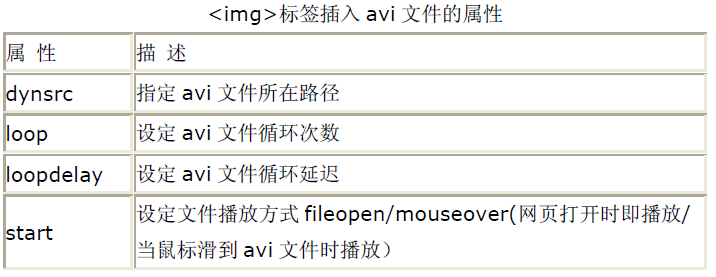 <img>标签插入 avi 文件的属性
属 性 描 述
dynsrc 指定 avi 文件所在路径
loop 设定 avi 文件循环次数
loopdelay 设定 avi 文件循环延迟
start 设定文件播放方式 fileopen/mouseover(网页打开时即播放/
当鼠标滑到 avi 文件时播放）